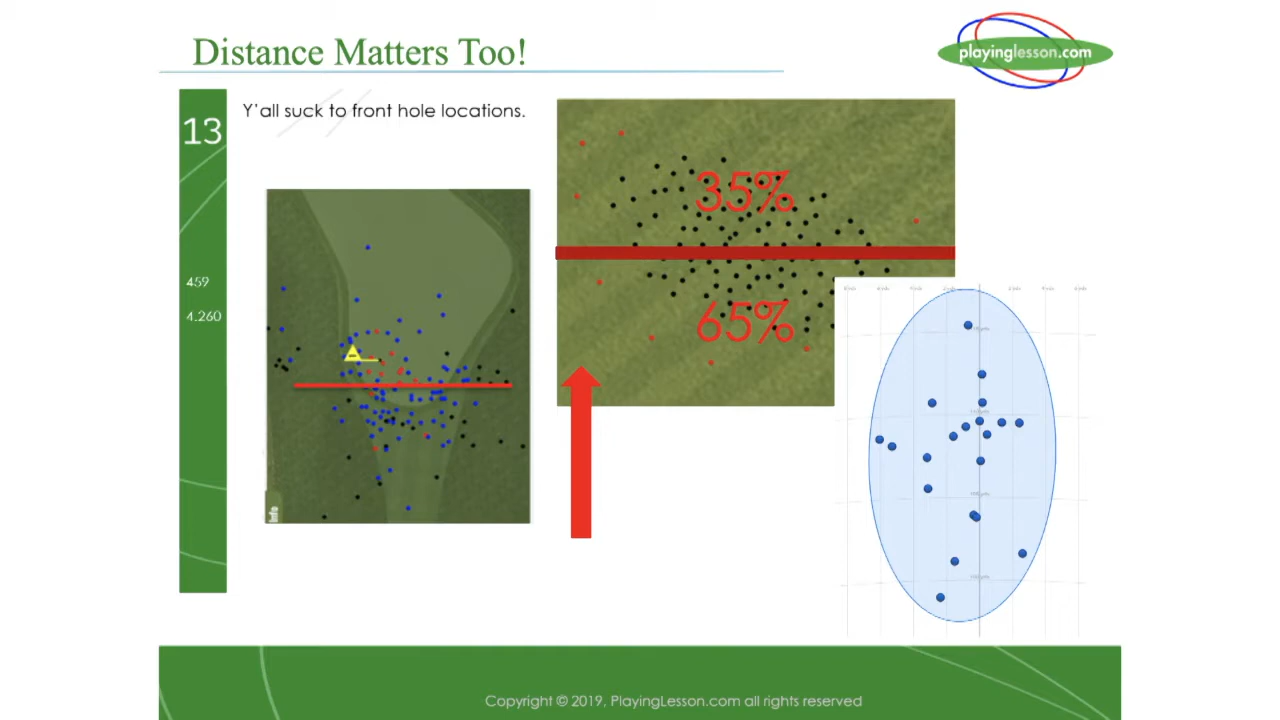 Distance Matters Too!
playinglesson.com
13
Y'all suck to front hole locations.
35%
65%
459
4.260
Info
Copyright © 2019, PlayingLesson.com all rights reserved